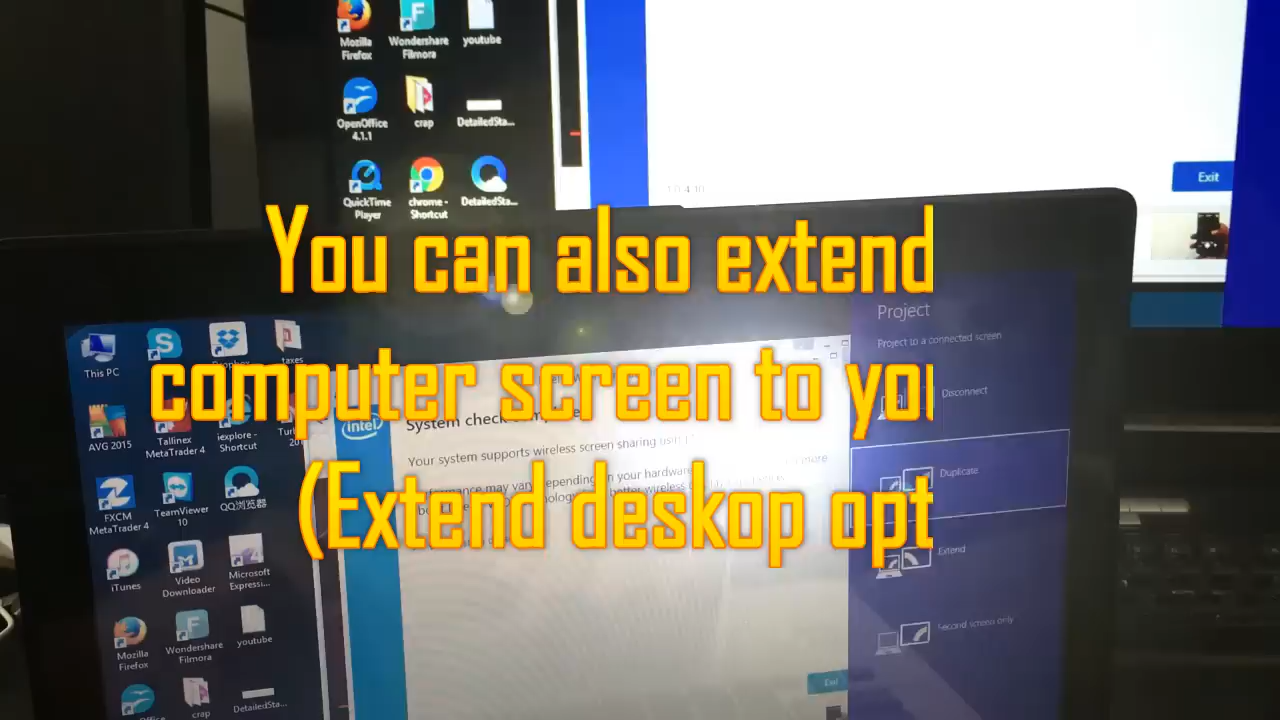 Mozilla Firefox
Wondershare Filmora
youtube
OpenOffice 4.1.1
crap
DetailedSta...
QuickTime Player
chrome - Shortcut
DetailedSta...
Exit
You can also extend
computer screen to
(Extend deskop opt
Project
Project to a connected screen
Disconnect
Duplicate
Extend
Second screen only
This PC
taxes
AVG 2015
Tallinex MetaTrader 4
iexplore - Shortcut
FXCM MetaTrader 4
TeamViewer 10
QQ浏览器
iTunes
Video Downloader
Microsoft Expressi...
Mozilla Firefox
Wondershare Filmora
youtube
crap
DetailedSta...
intel
System check
Your system supports wireless screen sharing
Exit